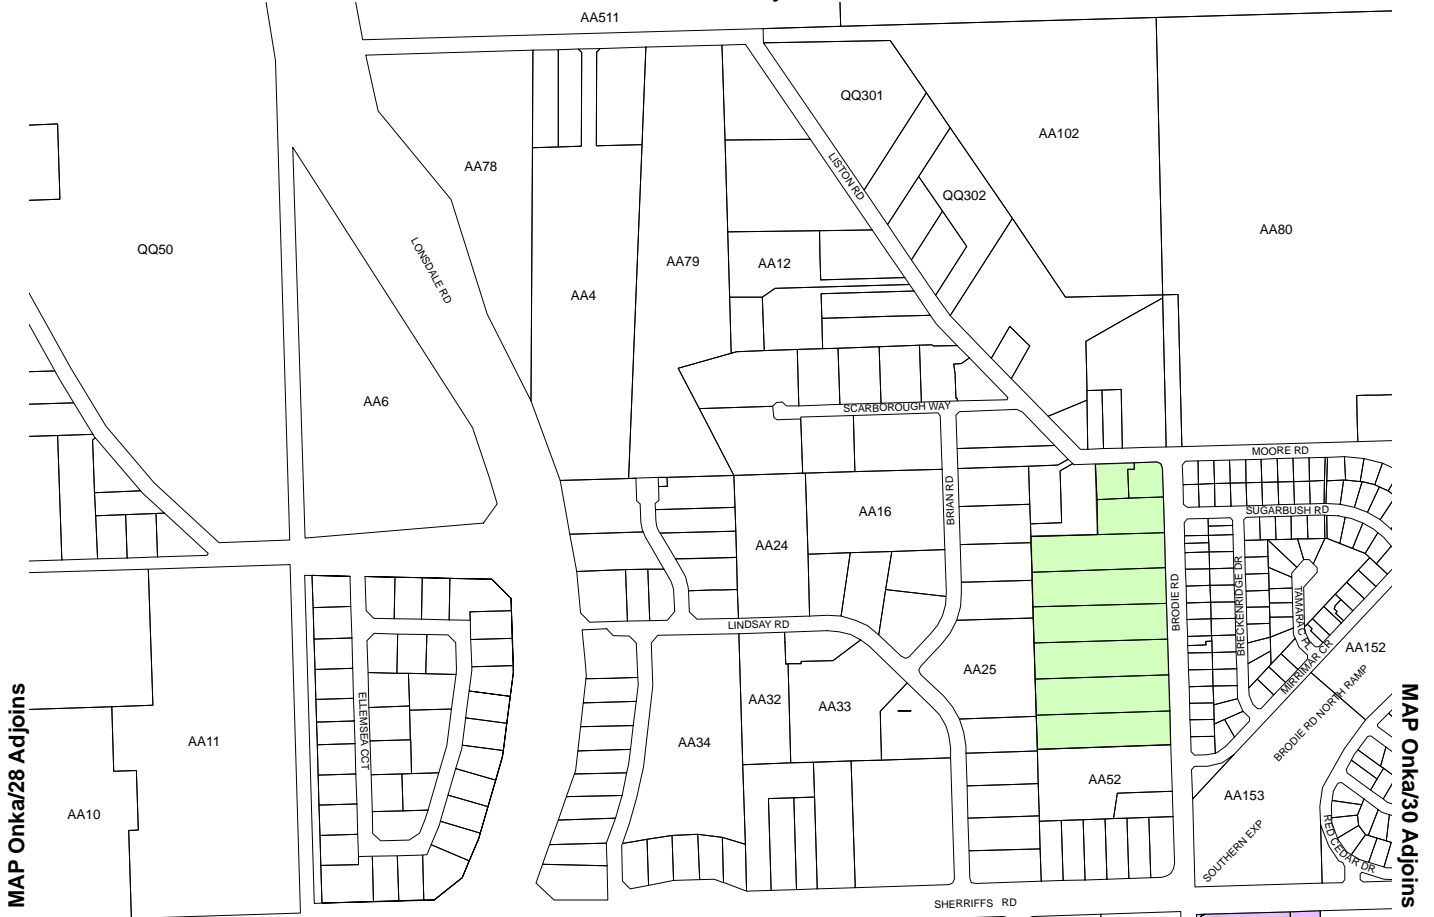 AA511
QQ301
AA102
AA78
LISTON RD
QQ302
AA80
QQ50
LONSDALE RD
AA79
AA12
AA4
AA6
SCARBOROUGH WAY
MOORE RD
BRIAN RD
AA16
SUGARBUSH RD
AA24
BRECKENRIDGE DR
BRODIE RD
TAMARAC PL
LINDSAY RD
AA152
MIRRIMAR CR
AA25
BRODIE RD NORTH RAMP
AA32
AA33
ELLEMSEA CCT
AA11
AA34
AA52
AA153
AA10
SOUTHERN EXP
RED CEDAR DR
SHERRIFFS RD
MAP Onka/28 Adjoins
MAP Onka/30 Adjoins